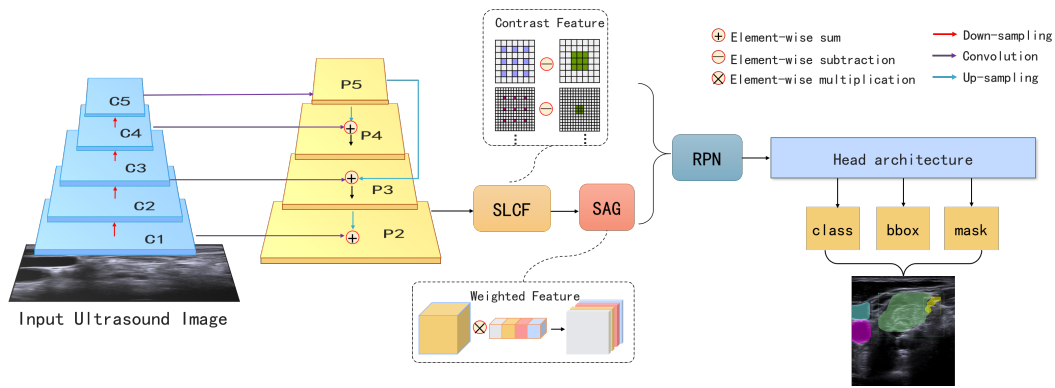 Contrast Feature
Element-wise sum
Element-wise subtraction
Element-wise multiplication
Down-sampling
Convolution
Up-sampling
C5
C4
C3
C2
C1
P5
P4
P3
P2
SLCF
SAG
RPN
Head architecture
class
bbox
mask
Weighted Feature
Input Ultrasound Image